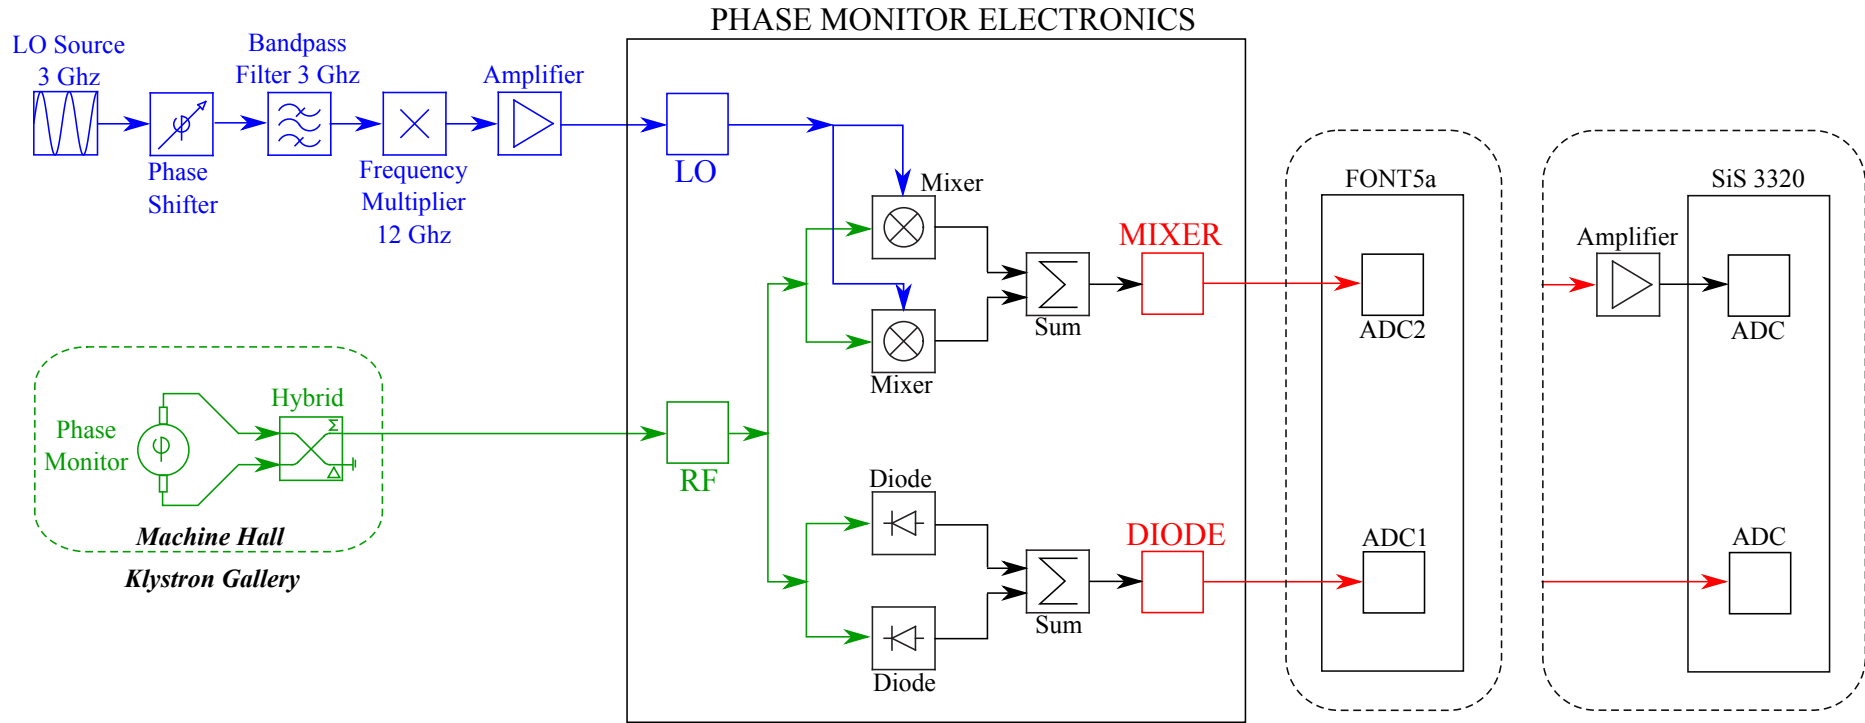 PHASE MONITOR ELECTRONICS
LO Source
3 Ghz
Bandpass
Filter 3 Ghz
Amplifier
φ
Phase
Shifter
Frequency
Multiplier
12 Ghz
LO
Mixer
Mixer
Σ
Sum
MIXER
FONT5a
ADC2
SiS 3320
Amplifier
ADC
Phase
Monitor
φ
Hybrid
Σ
Δ
Machine Hall
Klystron Gallery
RF
Diode
Diode
Σ
Sum
DIODE
ADC1
ADC